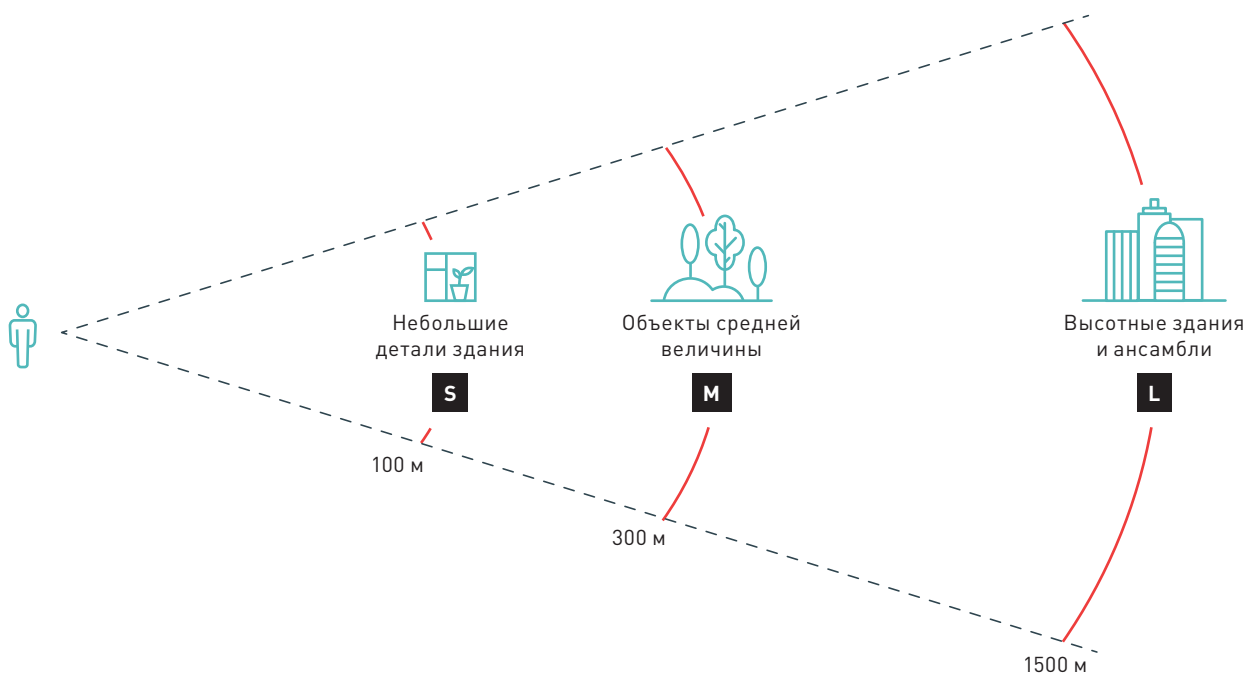 Небольшие
детали здания
S
100 м
Объекты средней
величины
M
300 м
Высотные здания
и ансамбли
L
1500 м